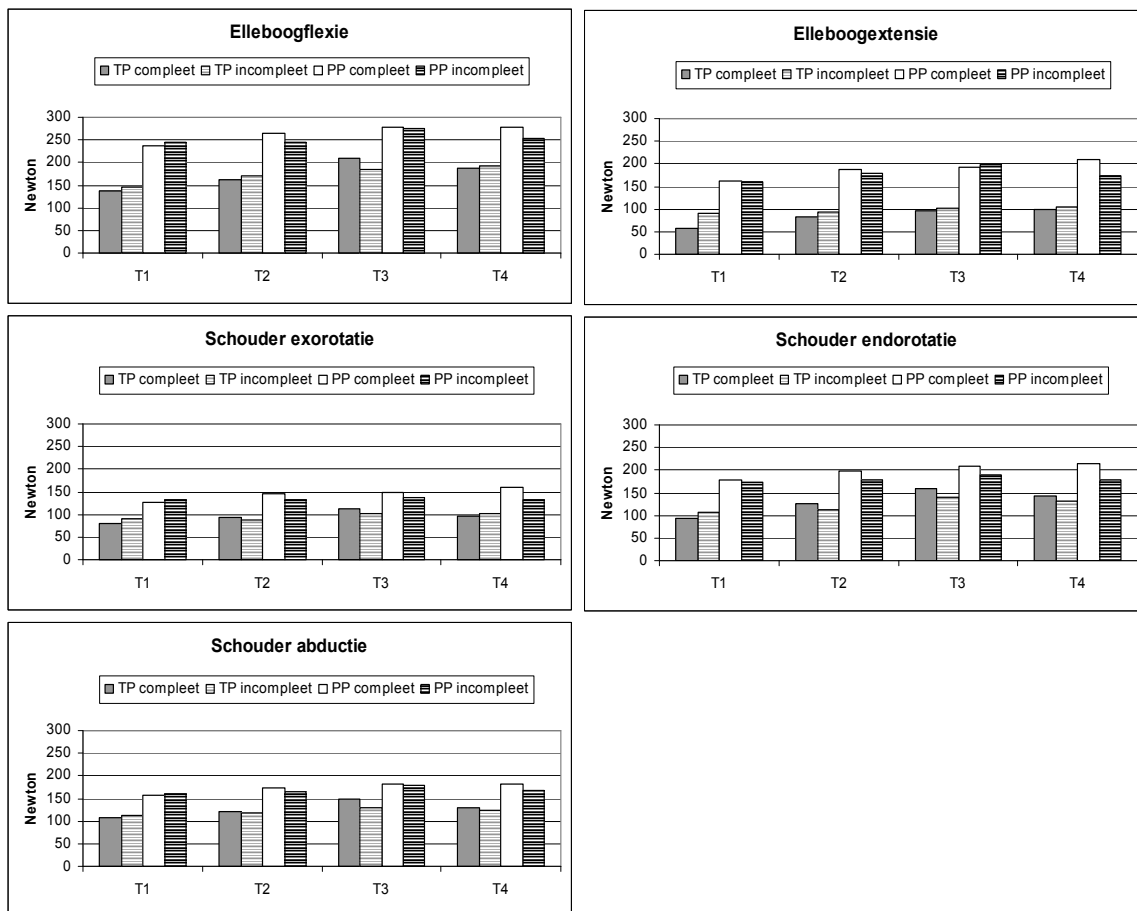 Elleboogflexie
TP compleet TP incompleet PP compleet PP incompleet
300
250
200
150
100
50
0
Newton
T1 T2 T3 T4
Elleboogextensie
TP compleet TP incompleet PP compleet PP incompleet
300
250
200
150
100
50
0
Newton
T1 T2 T3 T4
Schouder exorotatie
TP compleet TP incompleet PP compleet PP incompleet
300
250
200
150
100
50
0
Newton
T1 T2 T3 T4
Schouder endorotatie
TP compleet TP incompleet PP compleet PP incompleet
300
250
200
150
100
50
0
Newton
T1 T2 T3 T4
Schouder abductie
TP compleet TP incompleet PP compleet PP incompleet
300
250
200
150
100
50
0
Newton
T1 T2 T3 T4